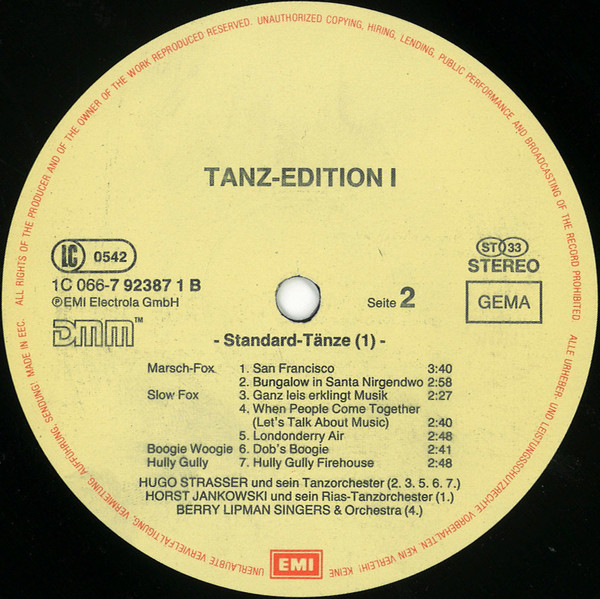 ALL RIGHTS OF THE PRODUCER AND OF THE OWNER OF THE WORK REPRODUCED RESERVED. UNAUTHORIZED COPYING, HIRING, LENDING, PUBLIC PERFORMANCE AND BROADCASTING OF THE RECORD PROHIBITED
ALLE URHEBER- UND LEISTUNGSSCHUTZRECHTE VORBEHALTEN. KEIN VERLEIH! KEINE
UNERLAUBTE VERVIELFÄLTIGUNG, VERMIETUNG, AUFFÜHRUNG, SENDUNG! MADE IN EEC.
TANZ-EDITION I
LC 0542
1C 066-7 92387 1 B
℗ EMI Electrola GmbH
DMM™
ST 33
STEREO
GEMA
Seite 2
- Standard-Tänze (1) -
Marsch-Fox 1. San Francisco 3:40
2. Bungalow in Santa Nirgendwo 2:58
Slow Fox 3. Ganz leis erklingt Musik 2:27
4. When People Come Together
(Let's Talk About Music) 2:40
5. Londonderry Air 2:48
Boogie Woogie 6. Dob's Boogie 2:41
Hully Gully 7. Hully Gully Firehouse 2:48
HUGO STRASSER und sein Tanzorchester (2. 3. 5. 6. 7.)
HORST JANKOWSKI und sein Rias-Tanzorchester (1.)
BERRY LIPMAN SINGERS & Orchestra (4.)
EMI